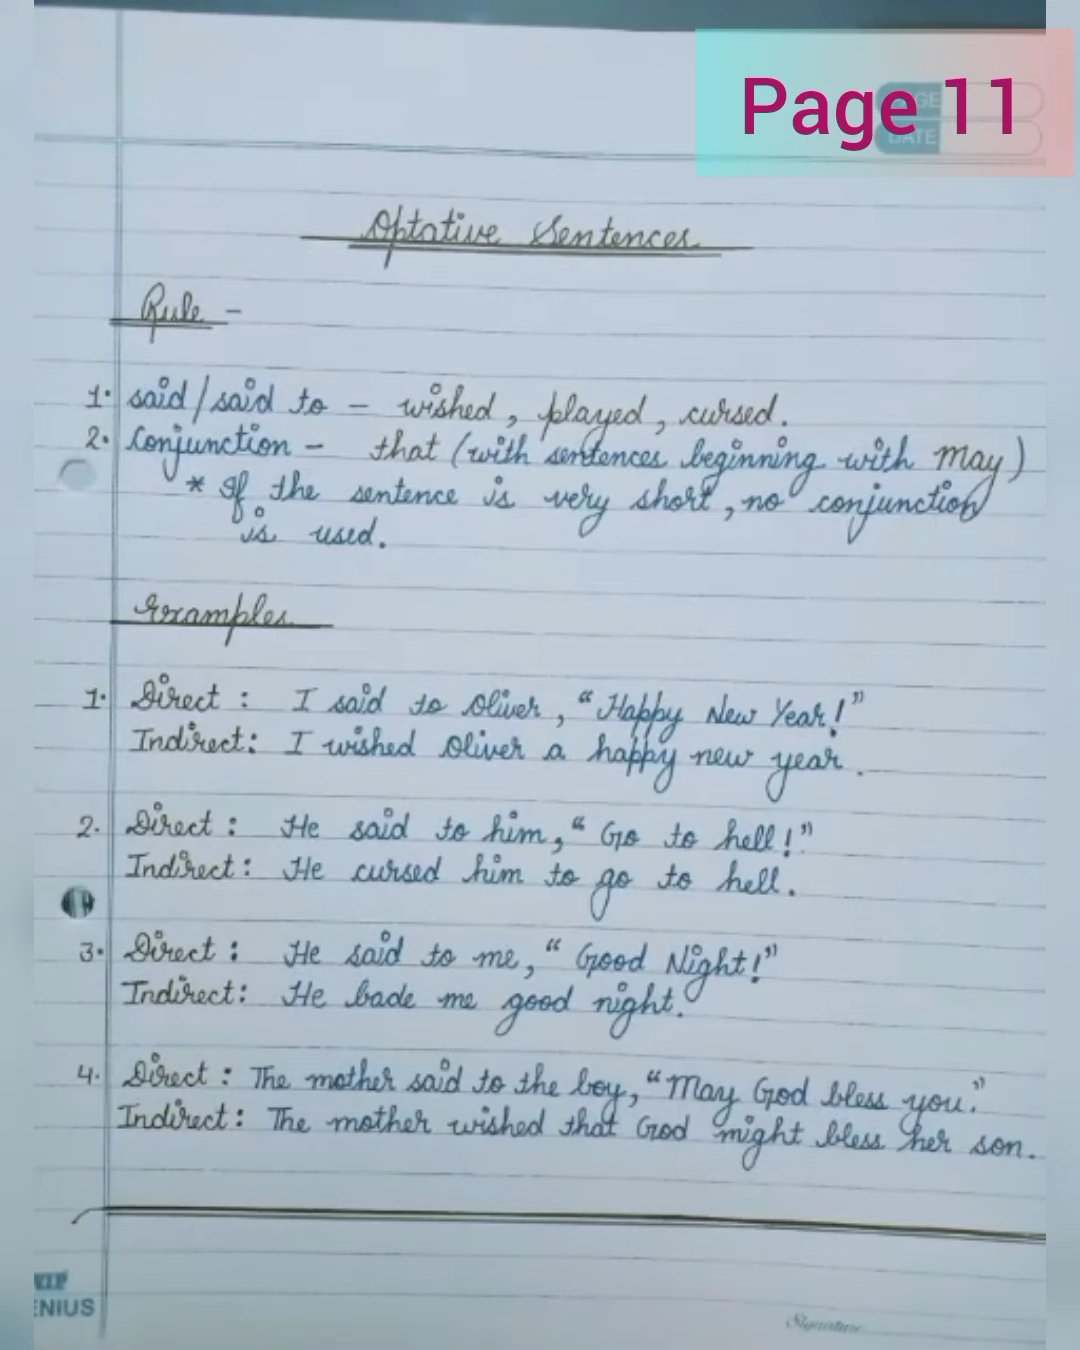 Page 11
DATE
Optative Sentences
Rule -
1. said/said to - wished, played, cursed.
2. Conjunction - that (with sentences beginning with may)
* If the sentence is very short, no conjunction
is used.
Examples
1. Direct : I said to Oliver, "Happy New Year!"
Indirect: I wished Oliver a happy new year.
2. Direct : He said to him, "Go to hell!"
Indirect: He cursed him to go to hell.
3. Direct : He said to me, "Good Night!"
Indirect: He bade me good night.
4. Direct : The mother said to the boy, "May God bless you."
Indirect: The mother wished that God might bless her son.
ENIUS
Signature